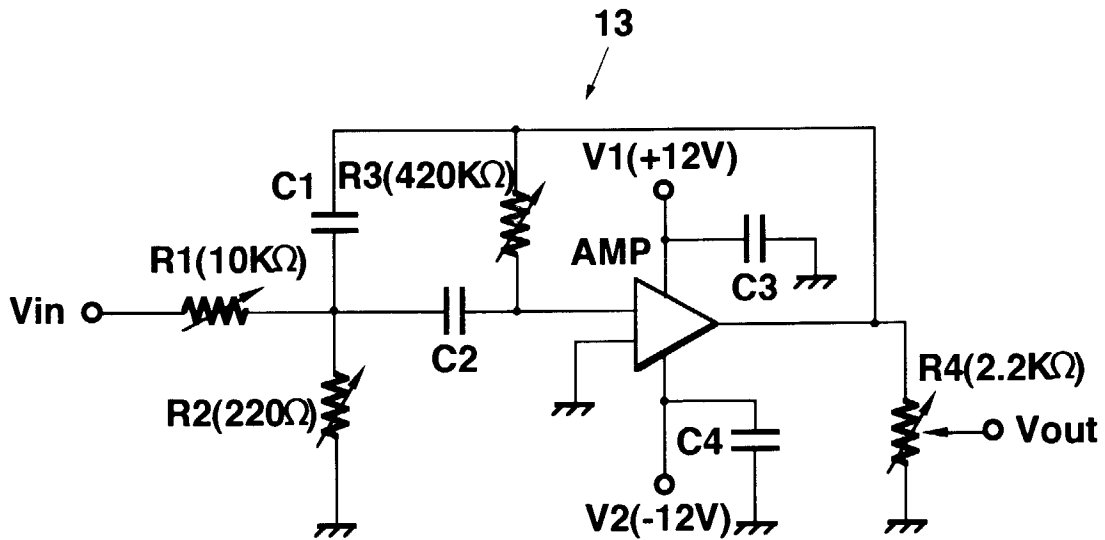 13
V1(+12V)
R3(420KΩ)
C1
AMP
R1(10KΩ)
C3
Vin
C2
R4(2.2KΩ)
R2(220Ω)
Vout
C4
V2(-12V)